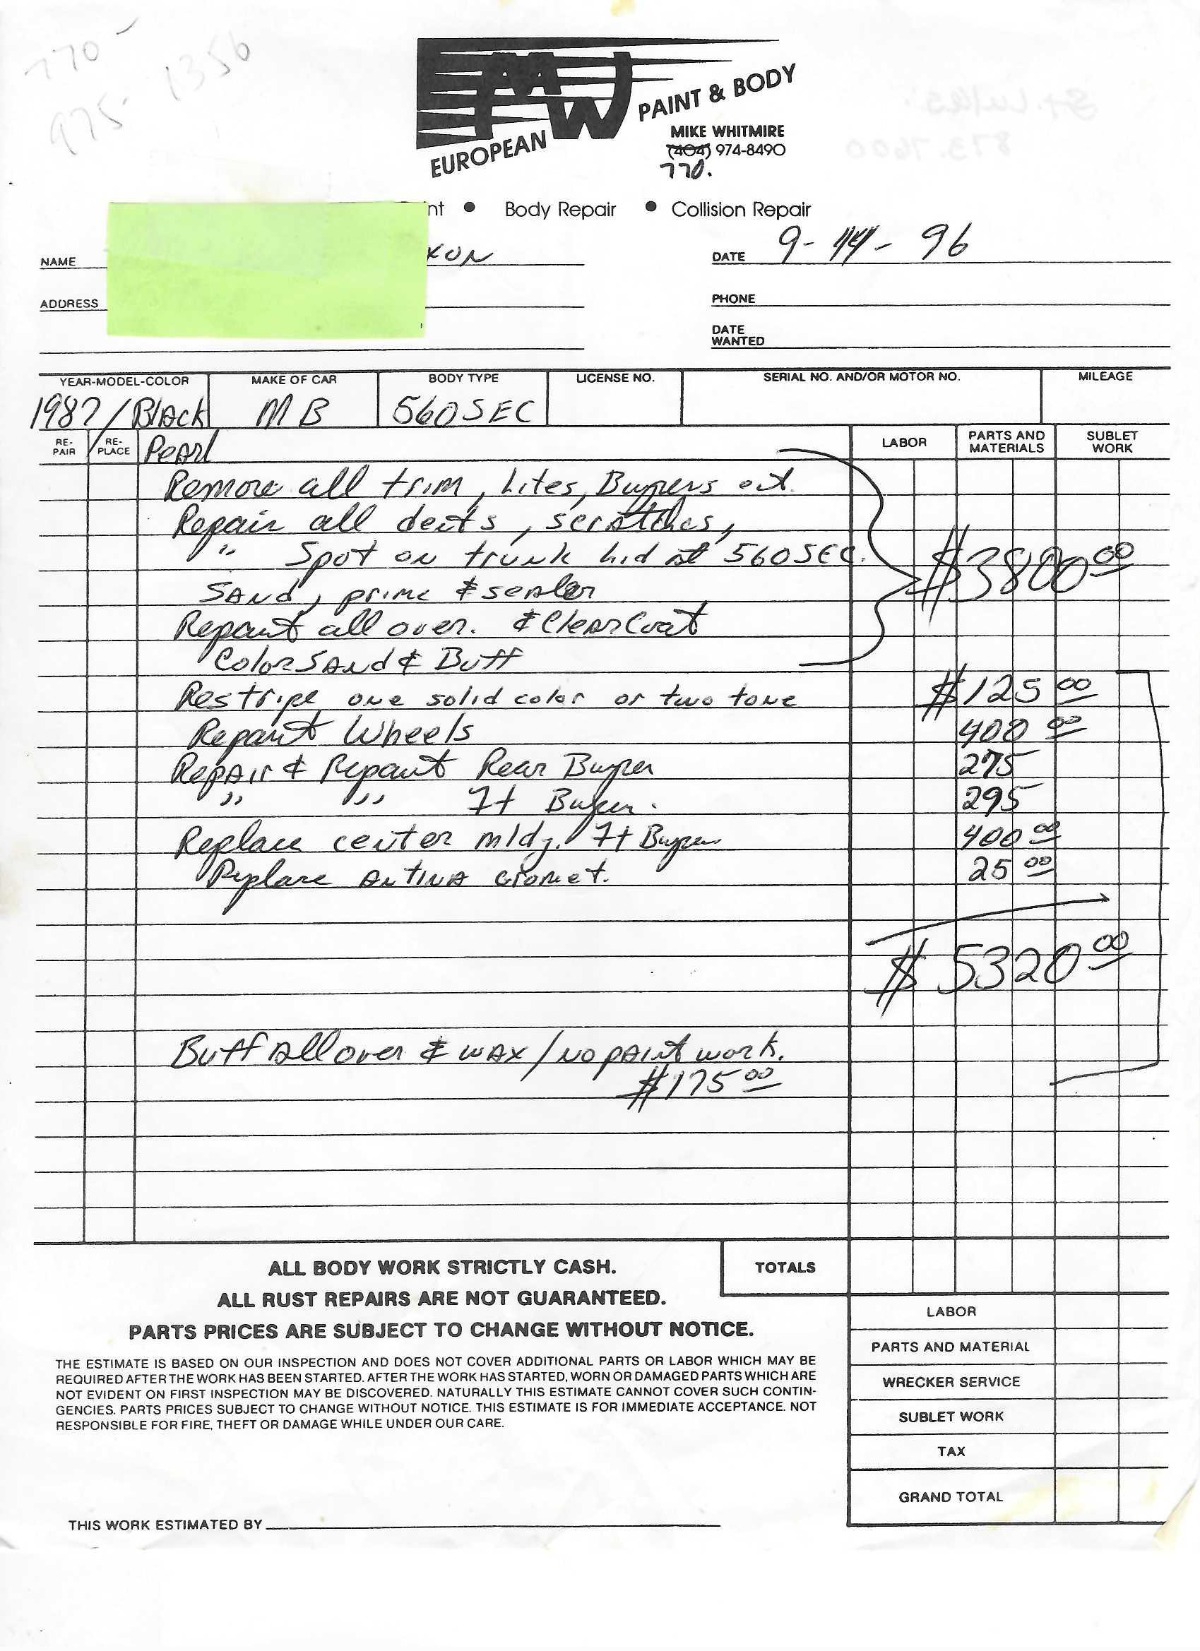 770- 1356
975-
MW
EUROPEAN PAINT & BODY
MIKE WHITMIRE
(404) 974-8490
770.
nt • Body Repair • Collision Repair
NAME XON DATE 9- - 96
ADDRESS PHONE
DATE WANTED
YEAR-MODEL-COLOR MAKE OF CAR BODY TYPE LICENSE NO. SERIAL NO. AND/OR MOTOR NO. MILEAGE
1987/Black MB 560SEC
RE-PAIR RE-PLACE Pearl LABOR PARTS AND MATERIALS SUBLET WORK
Remove all trim, Lites, Bumpers out
Repair all dents, scratches,
" Spot on trunk lid at 560SEC. $3800.00
Sand, prime & sealer
Repaint all over. & ClearCoat
ColorSand & Buff
Restripe one solid color or two tone $125 00
Repaint Wheels 400 00
Repair & Repaint Rear Bumper 275
" " Ft Bumper. 295
Replace center mldg. Ft Bumper 400 00
Replace antina gromet. 25 00
$ 5320 00
Buff all over & wax / no paint work.
$175 00
ALL BODY WORK STRICTLY CASH. TOTALS
ALL RUST REPAIRS ARE NOT GUARANTEED.
PARTS PRICES ARE SUBJECT TO CHANGE WITHOUT NOTICE.
THE ESTIMATE IS BASED ON OUR INSPECTION AND DOES NOT COVER ADDITIONAL PARTS OR LABOR WHICH MAY BE
REQUIRED AFTER THE WORK HAS BEEN STARTED. AFTER THE WORK HAS STARTED, WORN OR DAMAGED PARTS WHICH ARE
NOT EVIDENT ON FIRST INSPECTION MAY BE DISCOVERED. NATURALLY THIS ESTIMATE CANNOT COVER SUCH CONTIN-
GENCIES. PARTS PRICES SUBJECT TO CHANGE WITHOUT NOTICE. THIS ESTIMATE IS FOR IMMEDIATE ACCEPTANCE. NOT
RESPONSIBLE FOR FIRE, THEFT OR DAMAGE WHILE UNDER OUR CARE.
LABOR
PARTS AND MATERIAL
WRECKER SERVICE
SUBLET WORK
TAX
GRAND TOTAL
THIS WORK ESTIMATED BY